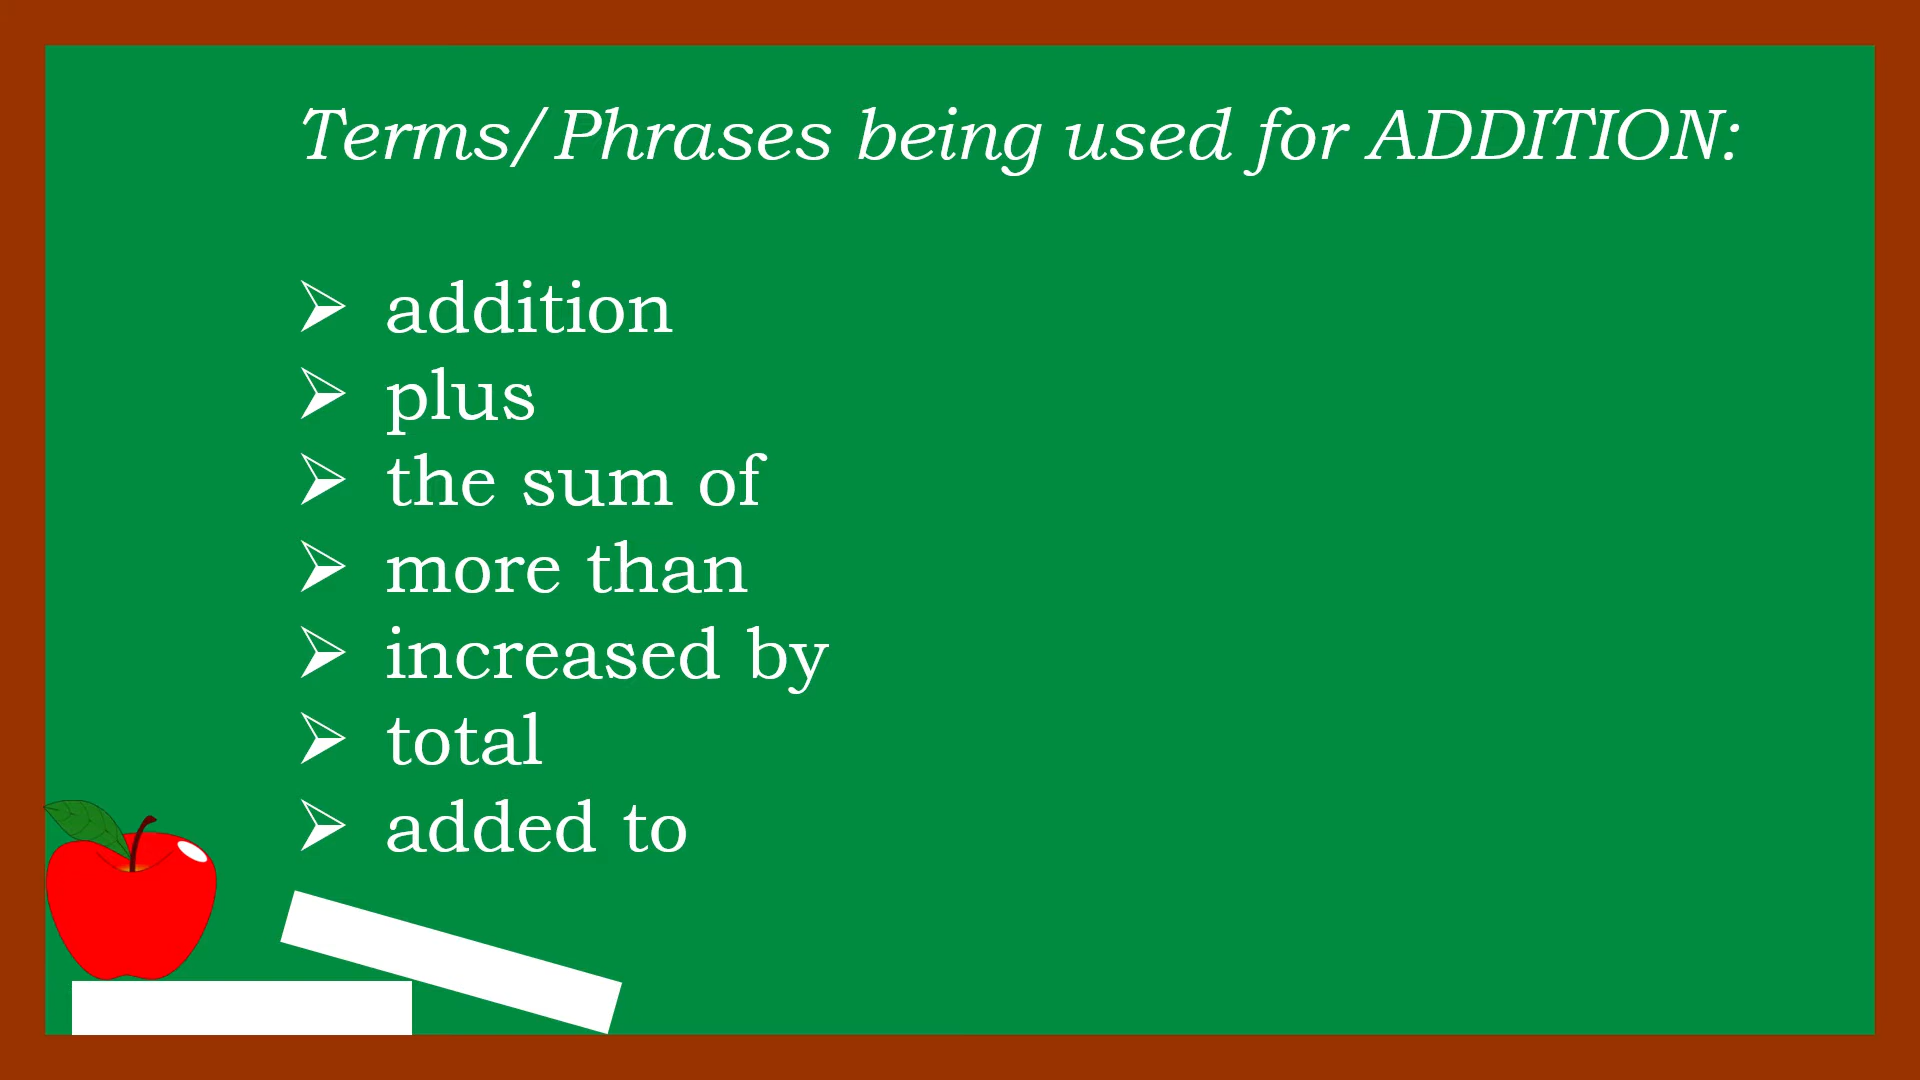 Terms/Phrases being used for ADDITION:
➢ addition
➢ plus
➢ the sum of
➢ more than
➢ increased by
➢ total
➢ added to